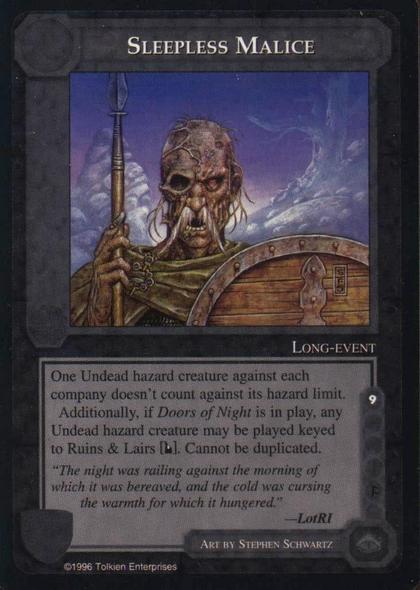 SLEEPLESS MALICE
LONG-EVENT
One Undead hazard creature against each
company doesn't count against its hazard limit.
Additionally, if Doors of Night is in play, any
Undead hazard creature may be played keyed
to Ruins & Lairs [ ]. Cannot be duplicated.
9
"The night was railing against the morning of
which it was bereaved, and the cold was cursing
the warmth for which it hungered."
—LotRI
F
ART BY STEPHEN SCHWARTZ
©1996 Tolkien Enterprises